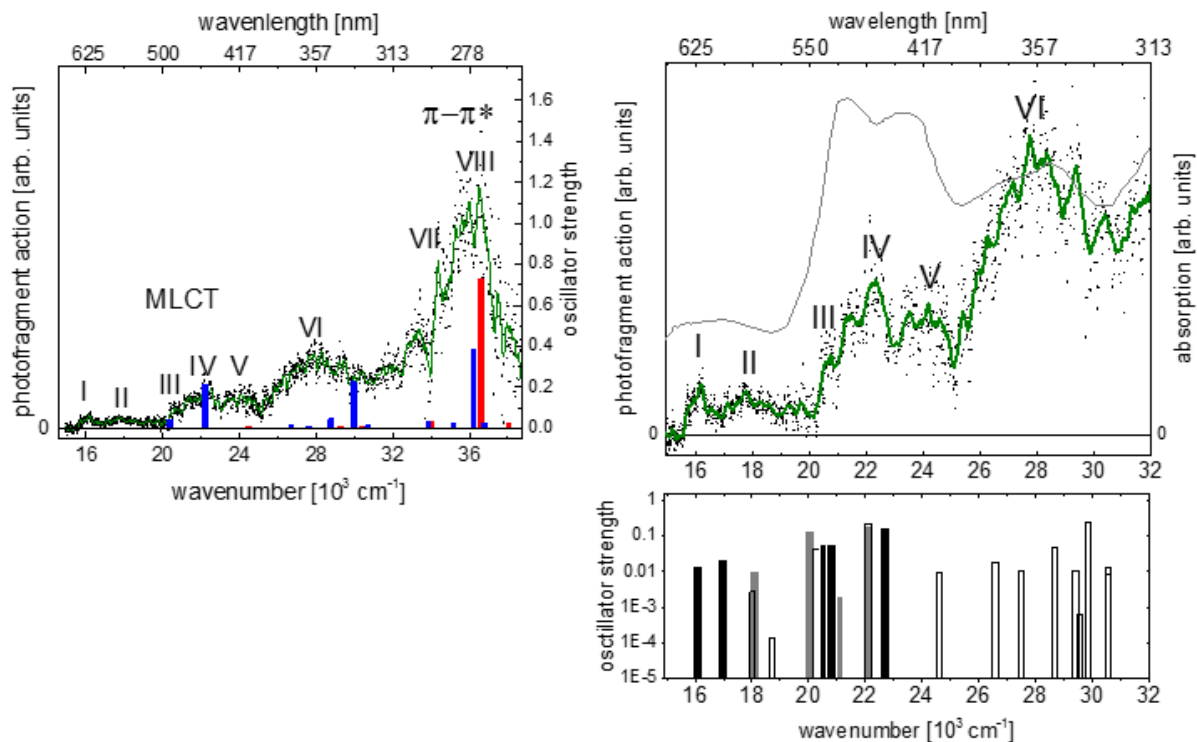 wavenlength [nm]
625 500 417 357 313 278
photofragment action [arb. units]
0
π–π*
MLCT
I II III IV V VI VII VIII
1.6
1.4
1.2
1.0
0.8
0.6
0.4
0.2
0.0
oscillator strength
16 20 24 28 32 36
wavenumber [10³ cm⁻¹]
wavelength [nm]
625 550 417 357 313
photofragment action [arb. units]
0
I II III IV V VI
0
absorption [arb. units]
16 18 20 22 24 26 28 30 32
osctillator strength
1
0.1
0.01
1E-3
1E-4
1E-5
16 18 20 22 24 26 28 30 32
wavenumber [10³ cm⁻¹]